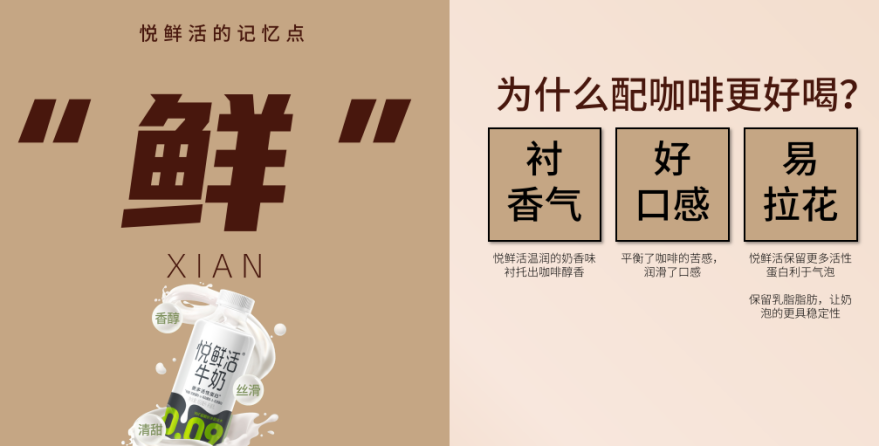 悦鲜活的记忆点
"鲜"
XIAN
香醇
悦鲜活
牛奶
丝滑
清甜
0.09
为什么配咖啡更好喝?
衬
香气
好
口感
易
拉花
悦鲜活温润的奶香味
衬托出咖啡醇香
平衡了咖啡的苦感，
润滑了口感
悦鲜活保留更多活性
蛋白利于气泡
保留乳脂脂肪，让奶
泡的更具稳定性